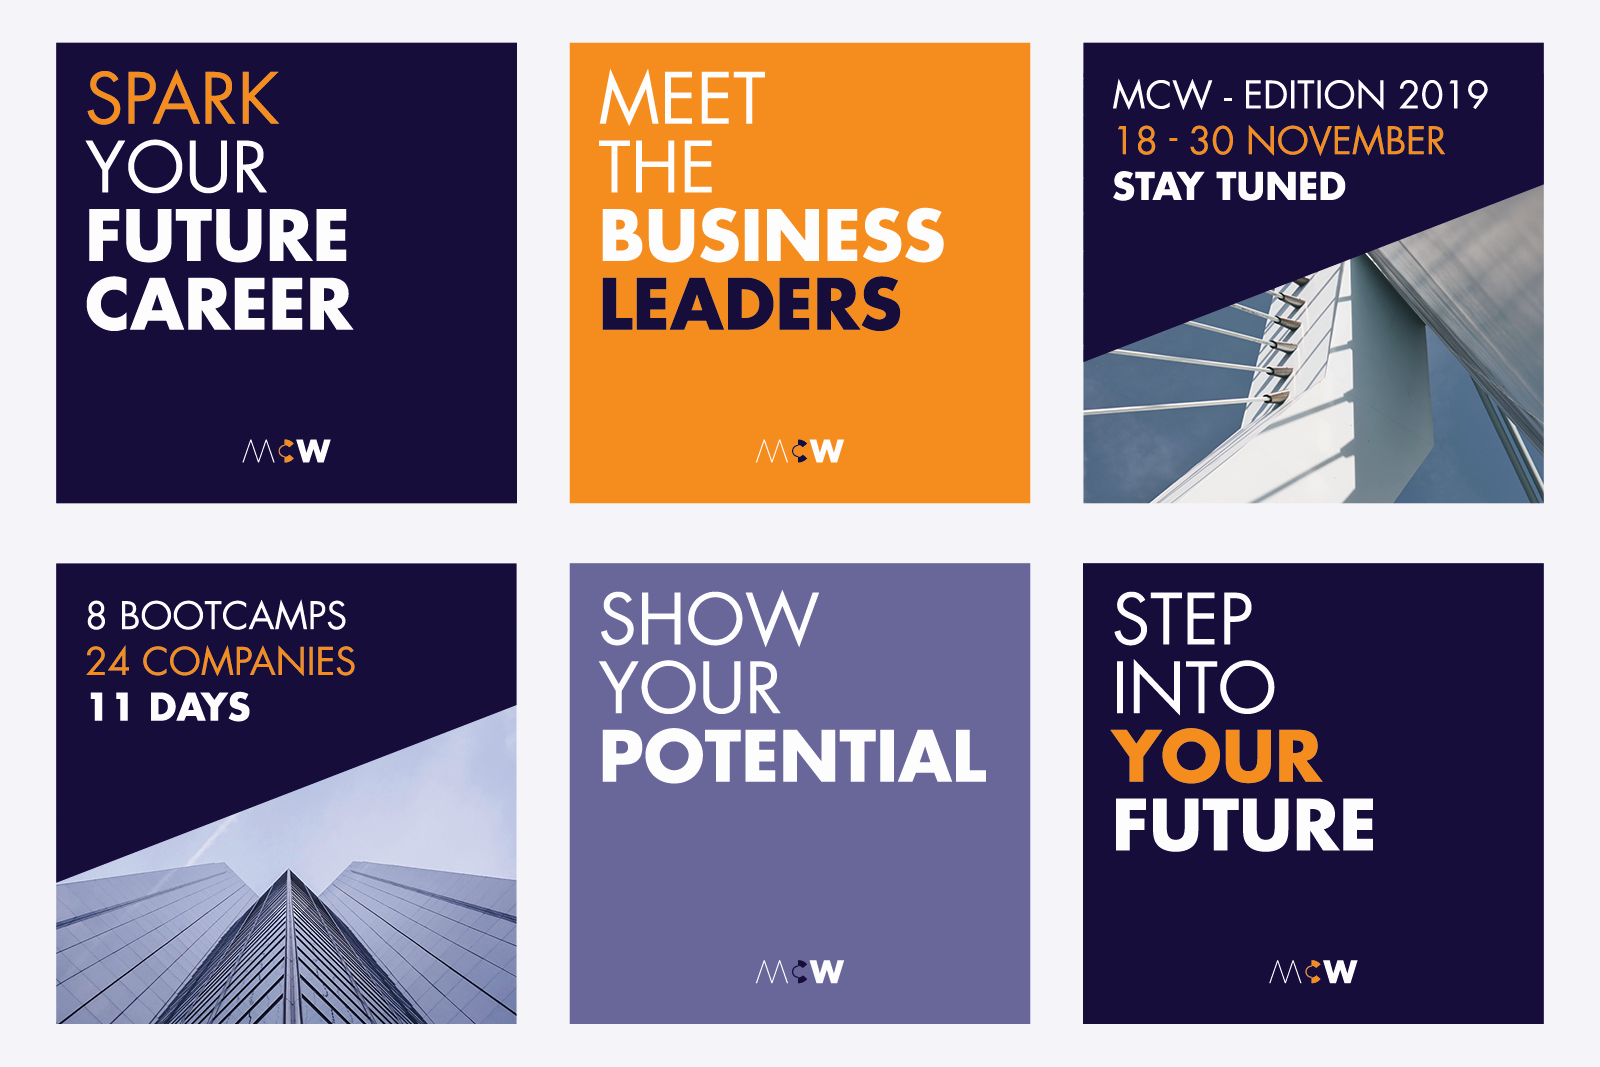 SPARK
YOUR
FUTURE
CAREER
MCW
MEET
THE
BUSINESS
LEADERS
MCW
MCW - EDITION 2019
18 - 30 NOVEMBER
STAY TUNED
8 BOOTCAMPS
24 COMPANIES
11 DAYS
SHOW
YOUR
POTENTIAL
MCW
STEP
INTO
YOUR
FUTURE
MCW